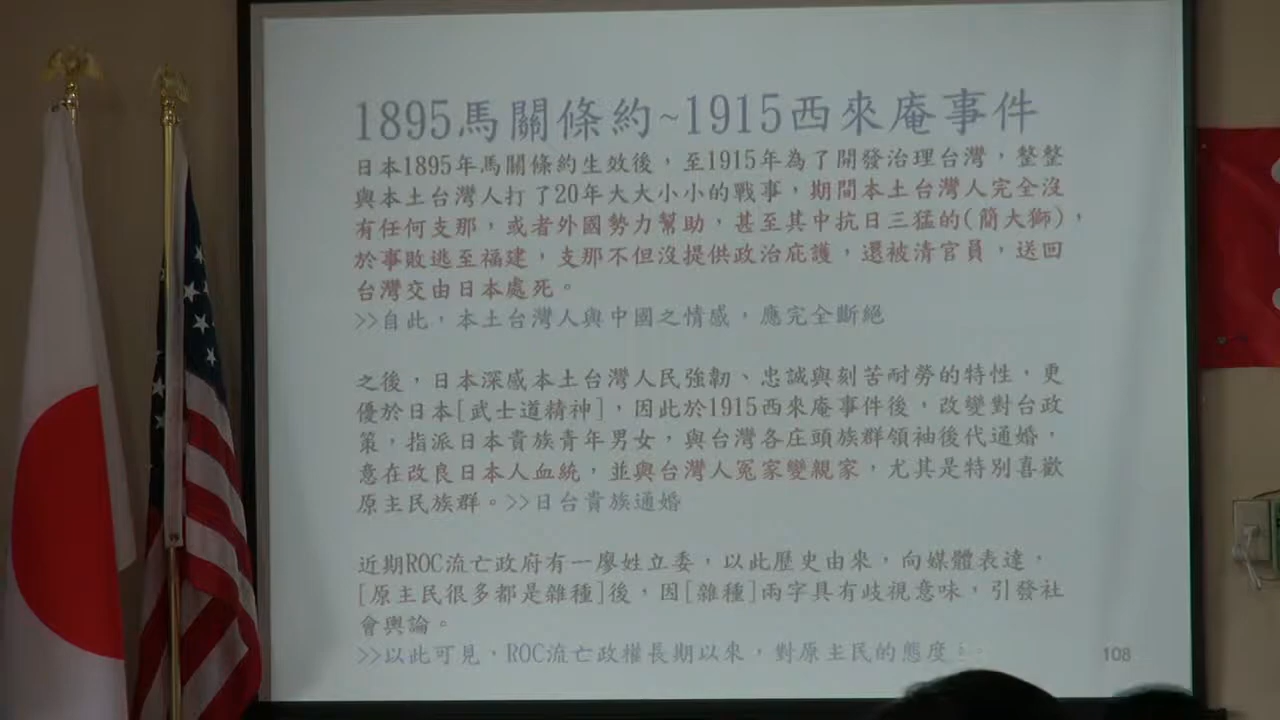 1895馬關條約~1915西來庵事件
日本1895年馬關條約生效後，至1915年為了開發治理台灣，整整
與本土台灣人打了20年大大小小的戰事，期間本土台灣人完全沒
有任何支那，或者外國勢力幫助，甚至其中抗日三猛的(簡大獅)，
於事敗逃至福建，支那不但沒提供政治庇護，還被清官員，送回
台灣交由日本處死。
>>自此，本土台灣人與中國之情感，應完全斷絕
之後，日本深感本土台灣人民強韌、忠誠與刻苦耐勞的特性，更
優於日本[武士道精神]，因此於1915西來庵事件後，改變對台政
策，指派日本貴族青年男女，與台灣各庄頭族群領袖後代通婚，
意在改良日本人血統，並與台灣人冤家變親家，尤其是特別喜歡
原主民族群。>>日台貴族通婚
近期ROC流亡政府有一廖姓立委，以此歷史由來，向媒體表達，
[原主民很多都是雜種]後，因[雜種]兩字具有歧視意味，引發社
會輿論。
>>以此可見，ROC流亡政權長期以來，對原主民的態度
108